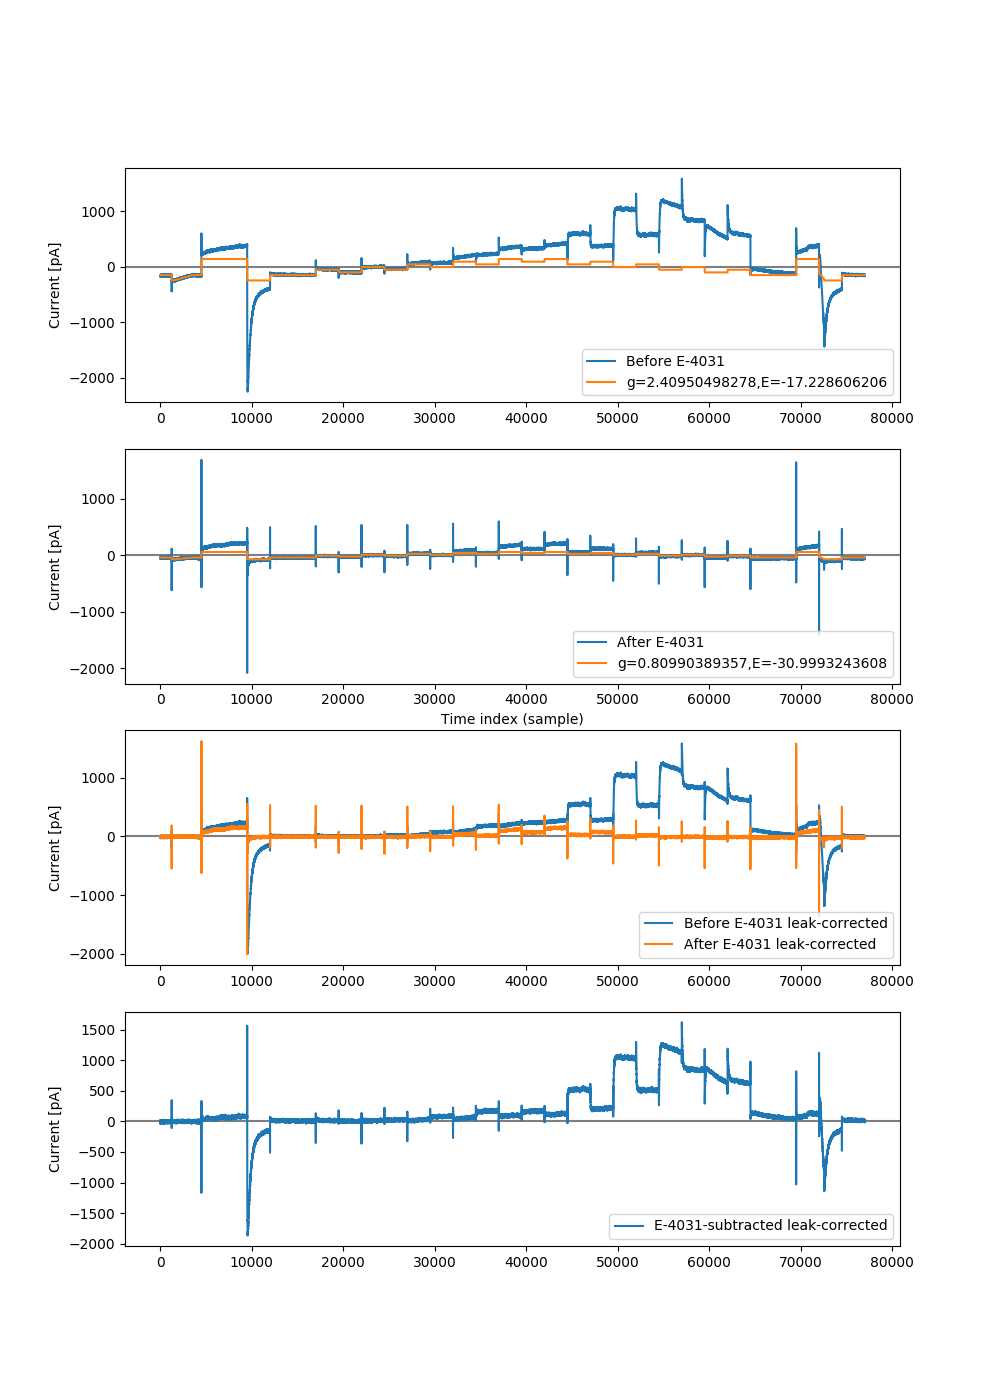 1000
0
−1000
−2000
Current [pA]
Before E-4031
g=2.40950498278,E=-17.228606206
0 10000 20000 30000 40000 50000 60000 70000 80000
1000
0
−1000
−2000
Current [pA]
After E-4031
g=0.80990389357,E=-30.9993243608
0 10000 20000 30000 40000 50000 60000 70000 80000
Time index (sample)
1000
0
−1000
−2000
Current [pA]
Before E-4031 leak-corrected
After E-4031 leak-corrected
0 10000 20000 30000 40000 50000 60000 70000 80000
1500
1000
500
0
−500
−1000
−1500
−2000
Current [pA]
E-4031-subtracted leak-corrected
0 10000 20000 30000 40000 50000 60000 70000 80000